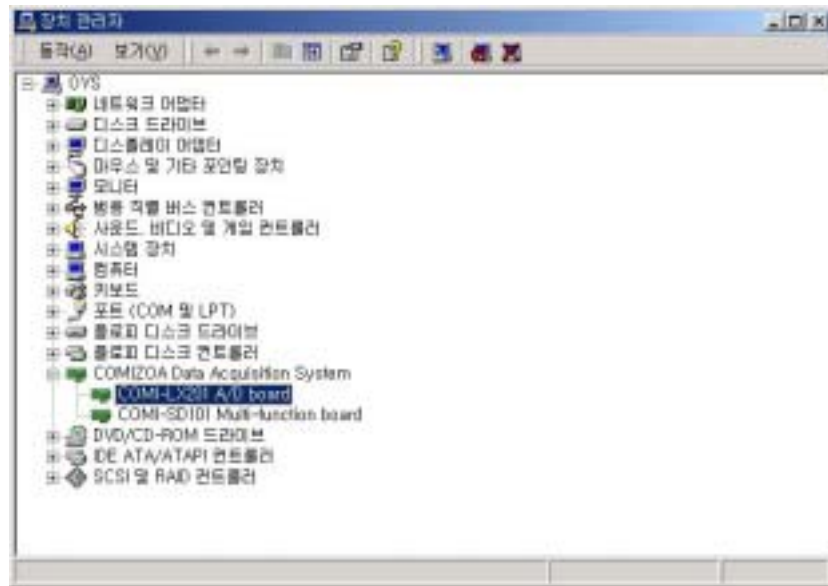 장치 관리자
동작(A) 보기(V)
OYS
네트워크 어댑터
디스크 드라이브
디스플레이 어댑터
마우스 및 기타 포인팅 장치
모니터
범용 직렬 버스 컨트롤러
사운드, 비디오 및 게임 컨트롤러
시스템 장치
컴퓨터
키보드
포트 (COM 및 LPT)
플로피 디스크 드라이브
플로피 디스크 컨트롤러
COMIZOA Data Acquisition System
COMI-LX201 A/D board
COMI-SD101 Multi-function board
DVD/CD-ROM 드라이브
IDE ATA/ATAPI 컨트롤러
SCSI 및 RAID 컨트롤러